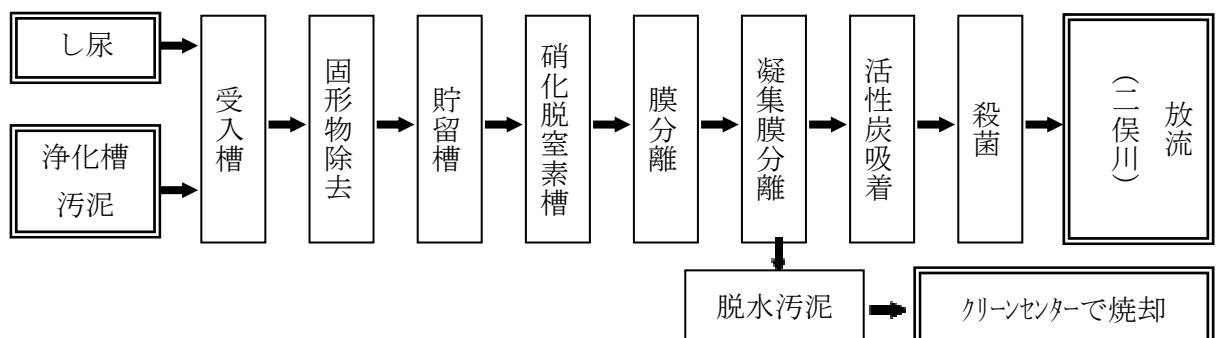 し尿
浄化槽
汚泥
受入槽
固形物除去
貯留槽
硝化脱窒素槽
膜分離
凝集膜分離
活性炭吸着
殺菌
放流
(二俣川)
脱水汚泥
クリーンセンターで焼却